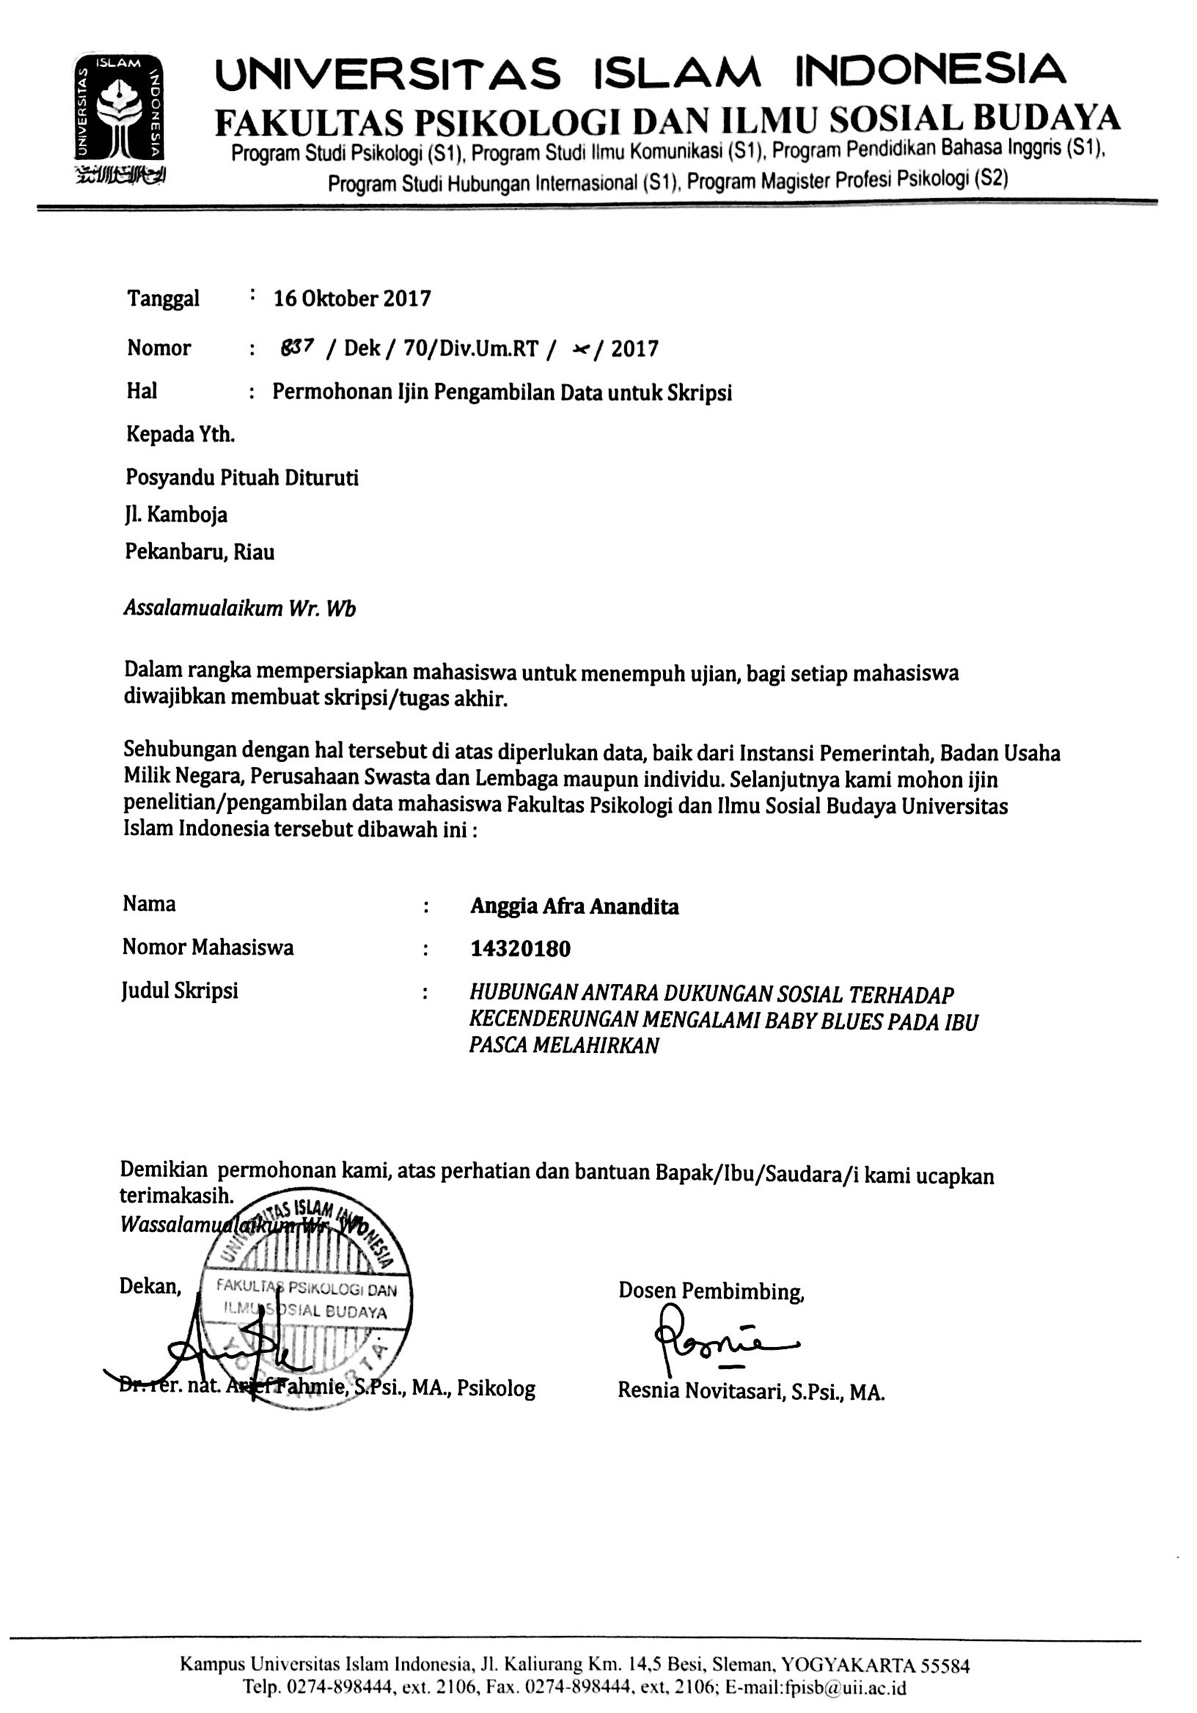 UNIVERSITAS ISLAM INDONESIA
UNIVERSITAS ISLAM INDONESIA
FAKULTAS PSIKOLOGI DAN ILMU SOSIAL BUDAYA
Program Studi Psikologi (S1), Program Studi Ilmu Komunikasi (S1), Program Pendidikan Bahasa Inggris (S1),
Program Studi Hubungan Internasional (S1), Program Magister Profesi Psikologi (S2)
Tanggal : 16 Oktober 2017
Nomor : 837 / Dek / 70/Div.Um.RT / x / 2017
Hal : Permohonan Ijin Pengambilan Data untuk Skripsi
Kepada Yth.
Posyandu Pituah Dituruti
Jl. Kamboja
Pekanbaru, Riau
Assalamualaikum Wr. Wb
Dalam rangka mempersiapkan mahasiswa untuk menempuh ujian, bagi setiap mahasiswa
diwajibkan membuat skripsi/tugas akhir.
Sehubungan dengan hal tersebut di atas diperlukan data, baik dari Instansi Pemerintah, Badan Usaha
Milik Negara, Perusahaan Swasta dan Lembaga maupun individu. Selanjutnya kami mohon ijin
penelitian/pengambilan data mahasiswa Fakultas Psikologi dan Ilmu Sosial Budaya Universitas
Islam Indonesia tersebut dibawah ini :
Nama : Anggia Afra Anandita
Nomor Mahasiswa : 14320180
Judul Skripsi : HUBUNGAN ANTARA DUKUNGAN SOSIAL TERHADAP
KECENDERUNGAN MENGALAMI BABY BLUES PADA IBU
PASCA MELAHIRKAN
Demikian permohonan kami, atas perhatian dan bantuan Bapak/Ibu/Saudara/i kami ucapkan
terimakasih.
Wassalamualaikum Wr. Wb
UNIVERSITAS ISLAM INDONESIA
FAKULTAS PSIKOLOGI DAN
ILMU SOSIAL BUDAYA
YOGYAKARTA
Dekan,
Dosen Pembimbing,
Resnie
Dr. rer. nat. Arief Fahmie, S.Psi., MA., Psikolog
Resnia Novitasari, S.Psi., MA.
Kampus Universitas Islam Indonesia, Jl. Kaliurang Km. 14,5 Besi, Sleman, YOGYAKARTA 55584
Telp. 0274-898444, ext. 2106, Fax. 0274-898444, ext, 2106; E-mail:fpisb@uii.ac.id